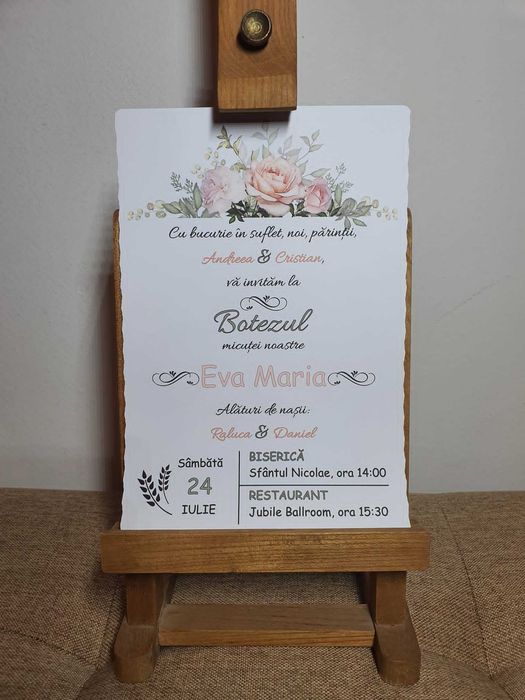 Cu bucurie în suflet, noi, părinții,
Andreea & Cristian,
vă invităm la
Botezul
micuței noastre
Eva Maria
Alături de nașii:
Raluca & Daniel
Sâmbătă
24
IULIE
BISERICĂ
Sfântul Nicolae, ora 14:00
RESTAURANT
Jubile Ballroom, ora 15:30